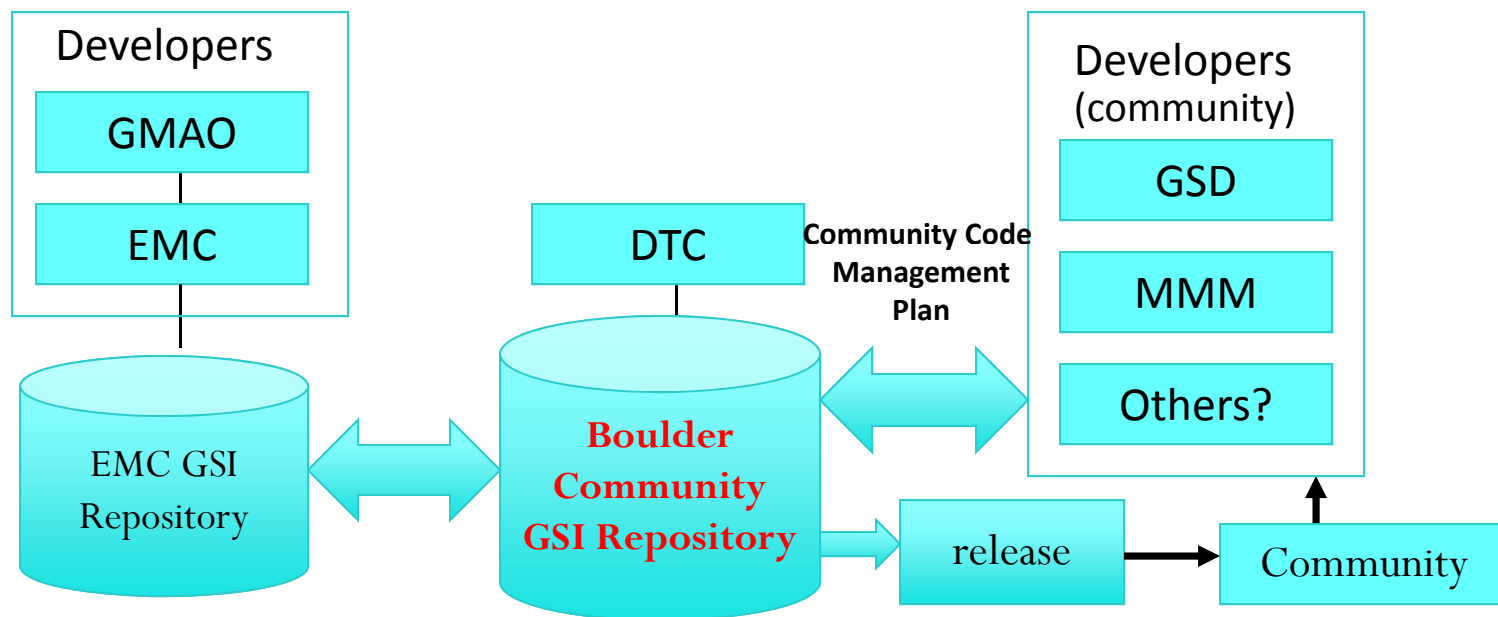 Developers
GMAO
EMC
EMC GSI
Repository
DTC
Boulder
Community
GSI Repository
Community Code
Management
Plan
Developers
(community)
GSD
MMM
Others?
release
Community